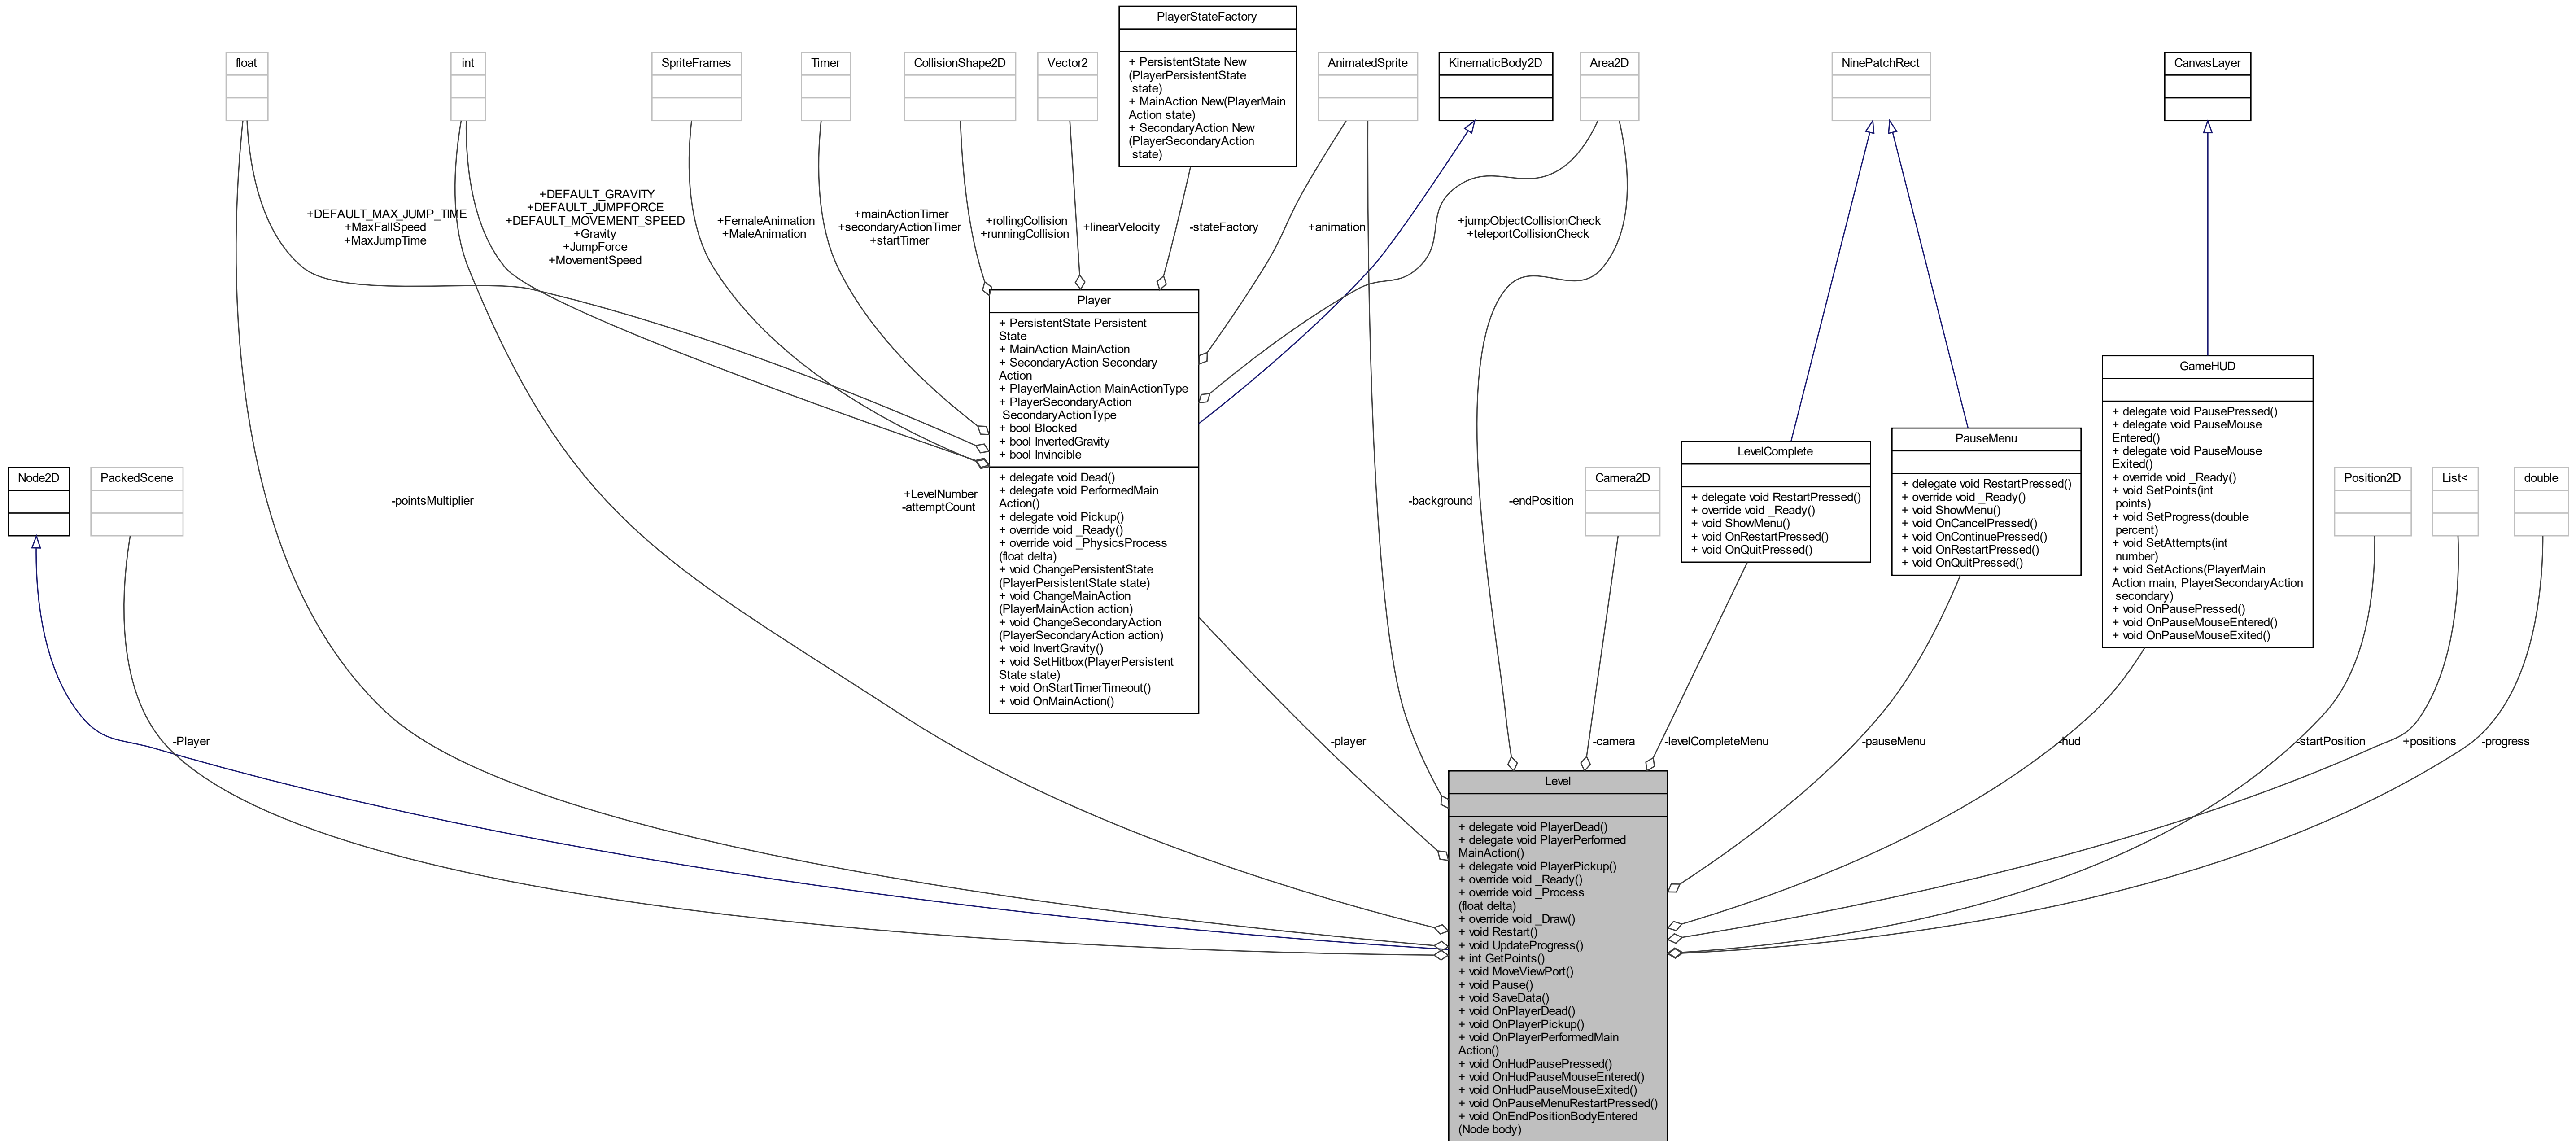 PlayerStateFactory
+ PersistentState New
(PlayerPersistentState
state)
+ MainAction New(PlayerMain
Action state)
+ SecondaryAction New
(PlayerSecondaryAction
state)
float
int
SpriteFrames
Timer
CollisionShape2D
Vector2
AnimatedSprite
KinematicBody2D
Area2D
NinePatchRect
CanvasLayer
+DEFAULT_MAX_JUMP_TIME
+MaxFallSpeed
+MaxJumpTime
+DEFAULT_GRAVITY
+DEFAULT_JUMPFORCE
+DEFAULT_MOVEMENT_SPEED
+Gravity
+JumpForce
+MovementSpeed
+FemaleAnimation
+MaleAnimation
+mainActionTimer
+secondaryActionTimer
+startTimer
+rollingCollision
+runningCollision
+linearVelocity
-stateFactory
+animation
+jumpObjectCollisionCheck
+teleportCollisionCheck
Player
+ PersistentState Persistent
State
+ MainAction MainAction
+ SecondaryAction Secondary
Action
+ PlayerMainAction MainActionType
+ PlayerSecondaryAction
SecondaryActionType
+ bool Blocked
+ bool InvertedGravity
+ bool Invincible
+ delegate void Dead()
+ delegate void PerformedMain
Action()
+ delegate void Pickup()
+ override void _Ready()
+ override void _PhysicsProcess
(float delta)
+ void ChangePersistentState
(PlayerPersistentState state)
+ void ChangeMainAction
(PlayerMainAction action)
+ void ChangeSecondaryAction
(PlayerSecondaryAction action)
+ void InvertGravity()
+ void SetHitbox(PlayerPersistent
State state)
+ void OnStartTimerTimeout()
+ void OnMainAction()
GameHUD
+ delegate void PausePressed()
+ delegate void PauseMouse
Entered()
+ delegate void PauseMouse
Exited()
+ override void _Ready()
+ void SetPoints(int
points)
+ void SetProgress(double
percent)
+ void SetAttempts(int
number)
+ void SetActions(PlayerMain
Action main, PlayerSecondaryAction
secondary)
+ void OnPausePressed()
+ void OnPauseMouseEntered()
+ void OnPauseMouseExited()
LevelComplete
+ delegate void RestartPressed()
+ override void _Ready()
+ void ShowMenu()
+ void OnRestartPressed()
+ void OnQuitPressed()
PauseMenu
+ delegate void RestartPressed()
+ override void _Ready()
+ void ShowMenu()
+ void OnCancelPressed()
+ void OnContinuePressed()
+ void OnRestartPressed()
+ void OnQuitPressed()
Node2D
PackedScene
-pointsMultiplier
+LevelNumber
-attemptCount
-background
-endPosition
Camera2D
Position2D
List<
double
-Player
-player
-camera
-levelCompleteMenu
-pauseMenu
-hud
-startPosition
+positions
-progress
Level
+ delegate void PlayerDead()
+ delegate void PlayerPerformed
MainAction()
+ delegate void PlayerPickup()
+ override void _Ready()
+ override void _Process
(float delta)
+ override void _Draw()
+ void Restart()
+ void UpdateProgress()
+ int GetPoints()
+ void MoveViewPort()
+ void Pause()
+ void SaveData()
+ void OnPlayerDead()
+ void OnPlayerPickup()
+ void OnPlayerPerformedMain
Action()
+ void OnHudPausePressed()
+ void OnHudPauseMouseEntered()
+ void OnHudPauseMouseExited()
+ void OnPauseMenuRestartPressed()
+ void OnEndPositionBodyEntered
(Node body)